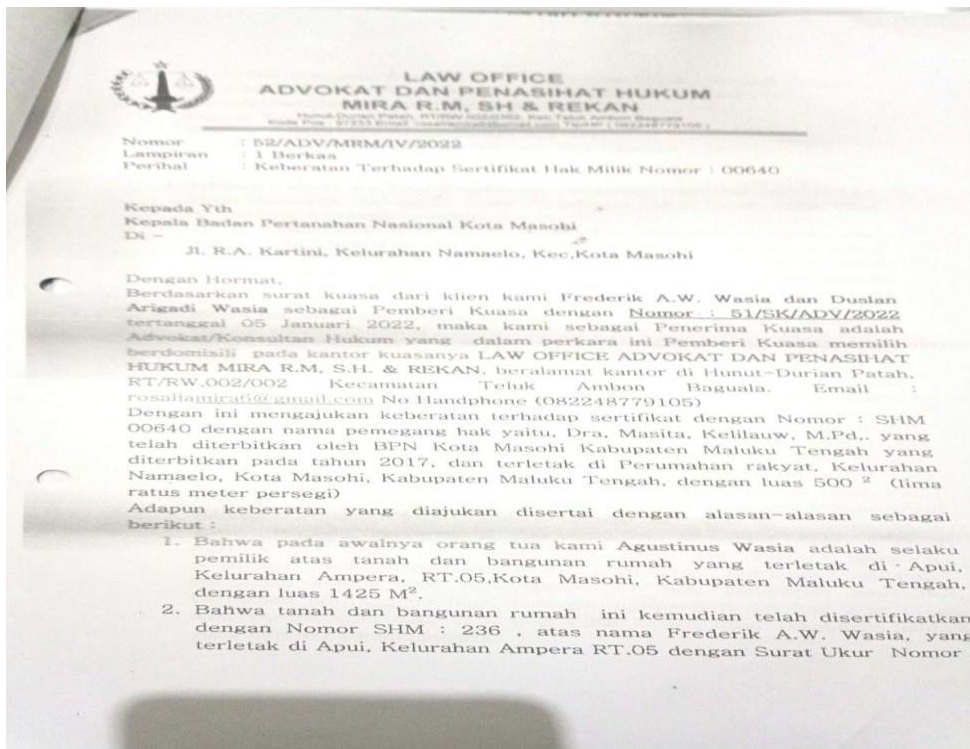 LAW OFFICE
ADVOKAT DAN PENASIHAT HUKUM
MIRA R.M, SH & REKAN
Nomor : 52/ADV/MRM/IV/2022
Lampiran : 1 Berkas
Perihal : Keberatan Terhadap Sertifikat Hak Milik Nomor : 00640
Kepada Yth
Kepala Badan Pertanahan Nasional Kota Masohi
Di –
Jl. R.A. Kartini, Kelurahan Namaelo, Kec,Kota Masohi
Dengan Hormat,
Berdasarkan surat kuasa dari klien kami Frederik A.W. Wasia dan Duslan
Arigadi Wasia sebagai Pemberi Kuasa dengan Nomor : 51/SK/ADV/2022
tertanggal 05 Januari 2022, maka kami sebagai Penerima Kuasa adalah
Advokat/Konsultan Hukum yang dalam perkara ini Pemberi Kuasa memilih
berdomisili pada kantor kuasanya LAW OFFICE ADVOKAT DAN PENASIHAT
HUKUM MIRA R.M, S.H. & REKAN, beralamat kantor di Hunut-Durian Patah,
RT/RW.002/002 Kecamatan Teluk Ambon Baguala. Email :
rosaliamira6@gmail.com No Handphone (082248779105)
Dengan ini mengajukan keberatan terhadap sertifikat dengan Nomor : SHM
00640 dengan nama pemegang hak yaitu, Dra, Masita, Kelilauw, M.Pd,. yang
telah diterbitkan oleh BPN Kota Masohi Kabupaten Maluku Tengah yang
diterbitkan pada tahun 2017, dan terletak di Perumahan rakyat, Kelurahan
Namaelo, Kota Masohi, Kabupaten Maluku Tengah, dengan luas 500 ² (lima
ratus meter persegi)
Adapun keberatan yang diajukan disertai dengan alasan-alasan sebagai
berikut :
1. Bahwa pada awalnya orang tua kami Agustinus Wasia adalah selaku
pemilik atas tanah dan bangunan rumah yang terletak di Apui,
Kelurahan Ampera, RT.05,Kota Masohi, Kabupaten Maluku Tengah,
dengan luas 1425 M².
2. Bahwa tanah dan bangunan rumah ini kemudian telah disertifikatkan
dengan Nomor SHM : 236 , atas nama Frederik A.W. Wasia, yang
terletak di Apui, Kelurahan Ampera RT.05 dengan Surat Ukur Nomor